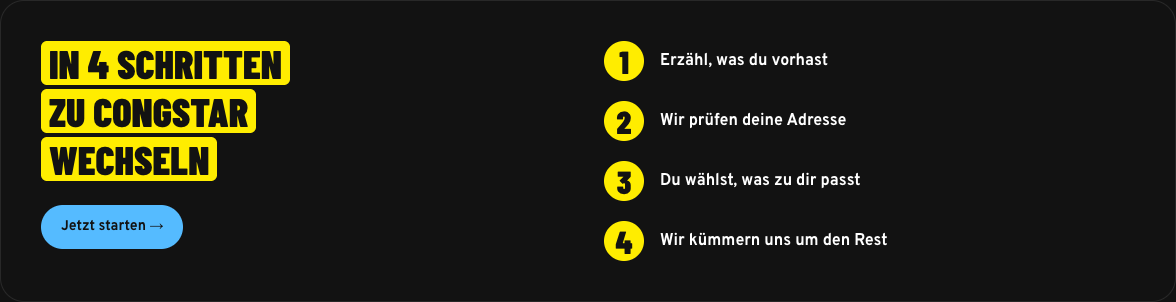 IN 4 SCHRITTEN
ZU CONGSTAR
WECHSELN
Jetzt starten →
1 Erzähl, was du vorhast
2 Wir prüfen deine Adresse
3 Du wählst, was zu dir passt
4 Wir kümmern uns um den Rest